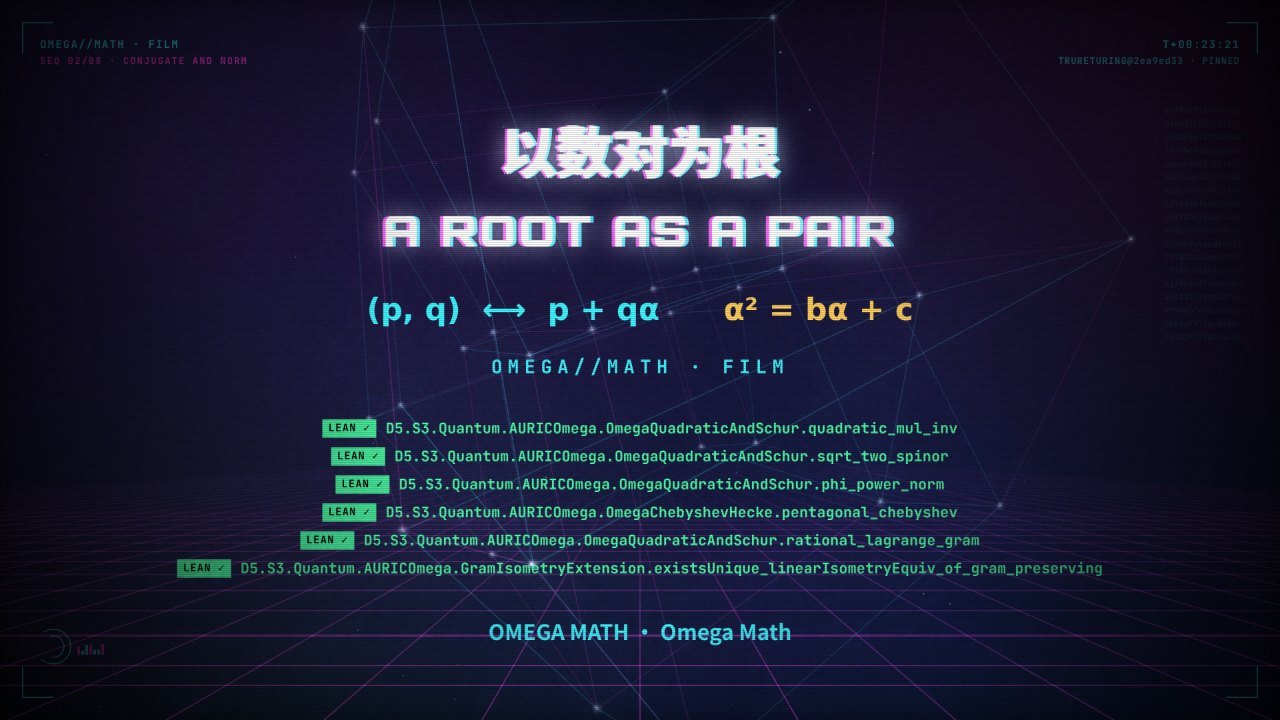 OMEGA//MATH · FILM
SEQ 02/08 · CONJUGATE AND NORM
T+00:23:21
TRURETURING@2ea9ed33 · PINNED
以数对为根
A ROOT AS A PAIR
(p, q) ⟷ p + qα α² = bα + c
OMEGA//MATH · FILM
LEAN ✓ D5.S3.Quantum.AURICOmega.OmegaQuadraticAndSchur.quadratic_mul_inv
LEAN ✓ D5.S3.Quantum.AURICOmega.OmegaQuadraticAndSchur.sqrt_two_spinor
LEAN ✓ D5.S3.Quantum.AURICOmega.OmegaQuadraticAndSchur.phi_power_norm
LEAN ✓ D5.S3.Quantum.AURICOmega.OmegaChebyshevHecke.pentagonal_chebyshev
LEAN ✓ D5.S3.Quantum.AURICOmega.OmegaQuadraticAndSchur.rational_lagrange_gram
LEAN ✓ D5.S3.Quantum.AURICOmega.GramIsometryExtension.existsUnique_linearIsometryEquiv_of_gram_preserving
OMEGA MATH • Omega Math